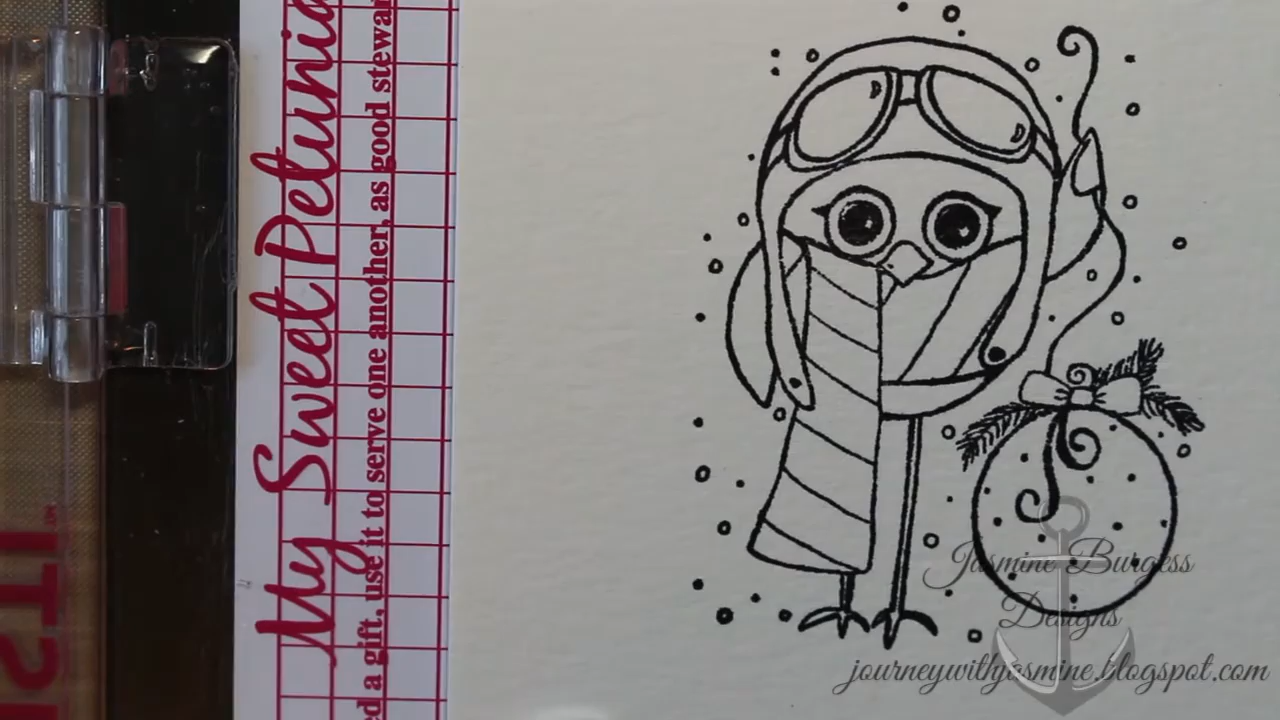 My Sweet Petunia
ed a gift, use it to serve one another, as good stewar
Jasmine Burgess
Designs
journeywithjasmine.blogspot.com